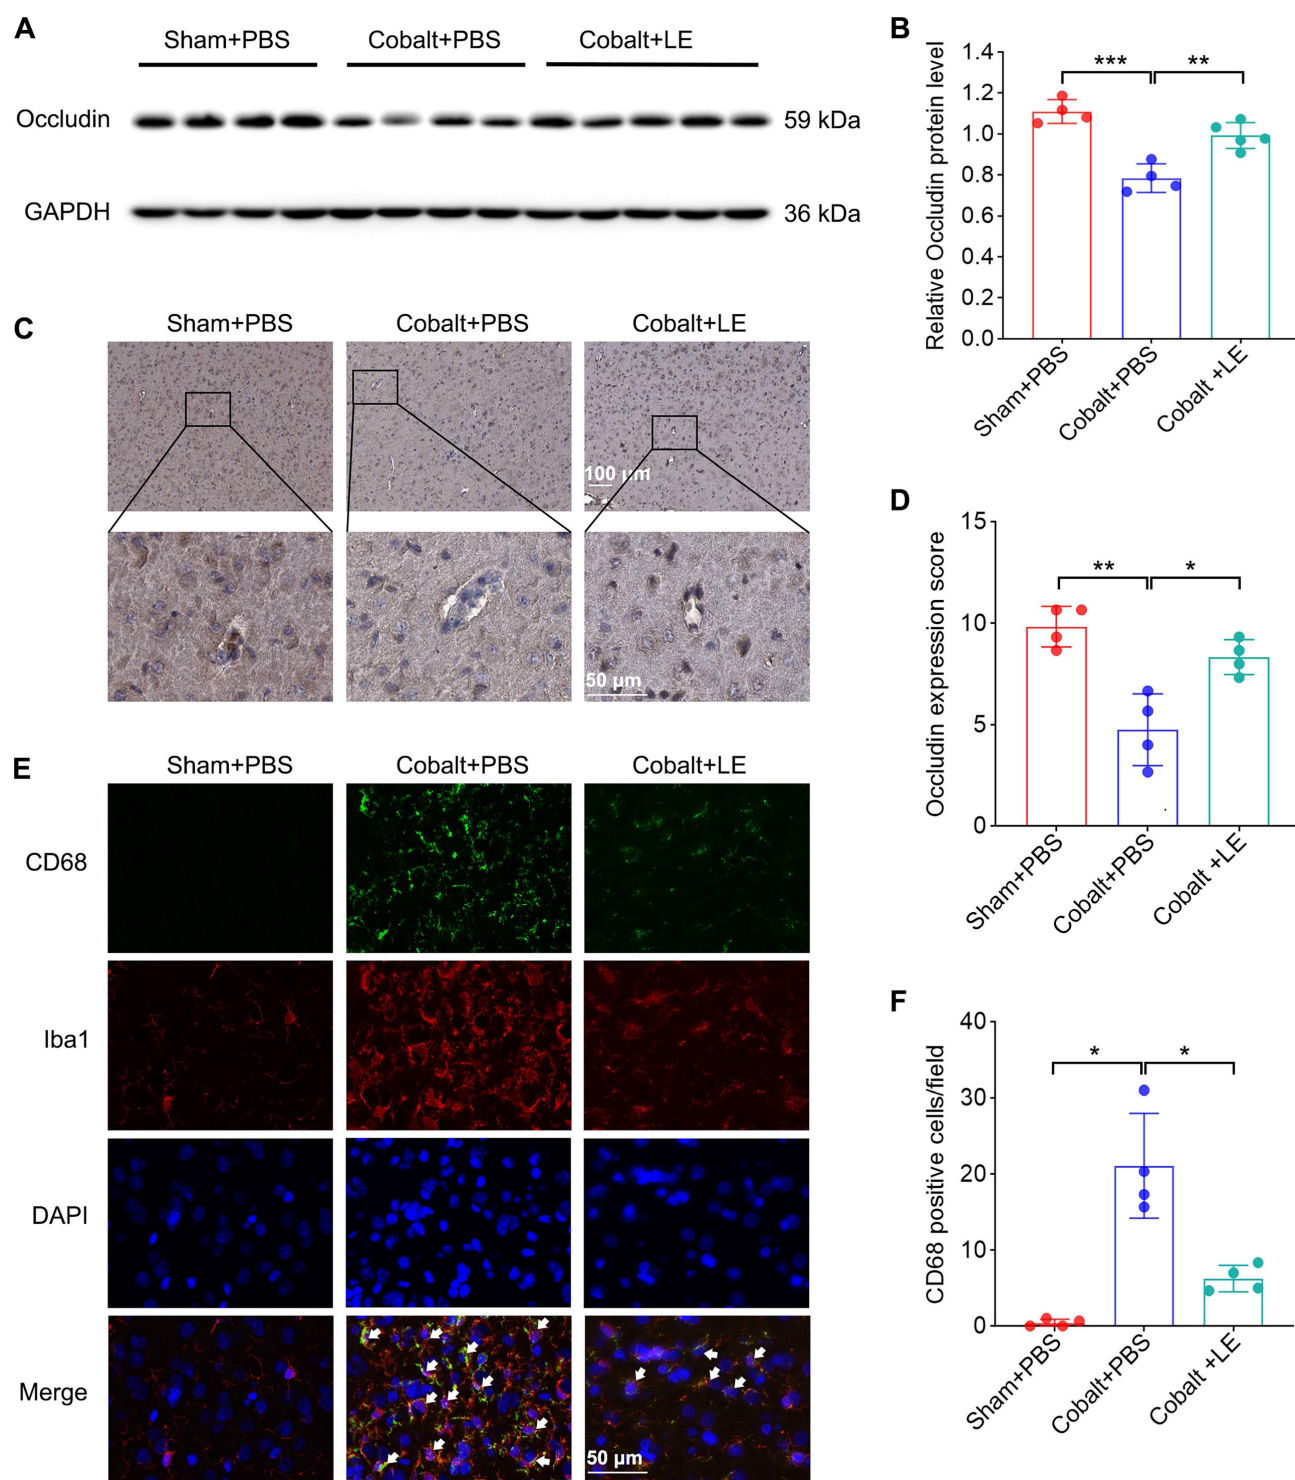 A
Sham+PBS Cobalt+PBS Cobalt+LE
Occludin 59 kDa
GAPDH 36 kDa
B
Relative Occludin protein level
1.4
1.2
1.0
0.8
0.6
0.4
0.2
0.0
*** **
Sham+PBS Cobalt+PBS Cobalt +LE
C
Sham+PBS Cobalt+PBS Cobalt+LE
100 µm
50 µm
D
Occludin expression score
15
10
5
0
** *
Sham+PBS Cobalt+PBS Cobalt +LE
E
Sham+PBS Cobalt+PBS Cobalt+LE
CD68
Iba1
DAPI
Merge
50 µm
F
CD68 positive cells/field
40
30
20
10
0
* *
Sham+PBS Cobalt+PBS Cobalt +LE